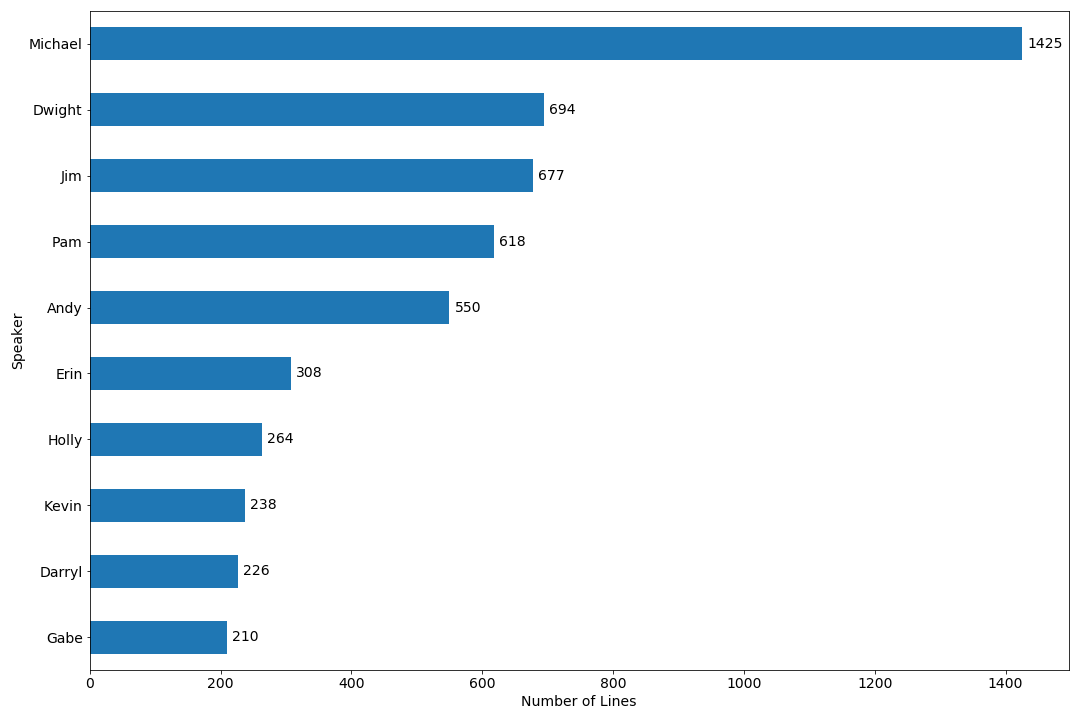 Michael 1425
Dwight 694
Jim 677
Pam 618
Andy 550
Speaker
Erin 308
Holly 264
Kevin 238
Darryl 226
Gabe 210
0 200 400 600 800 1000 1200 1400
Number of Lines